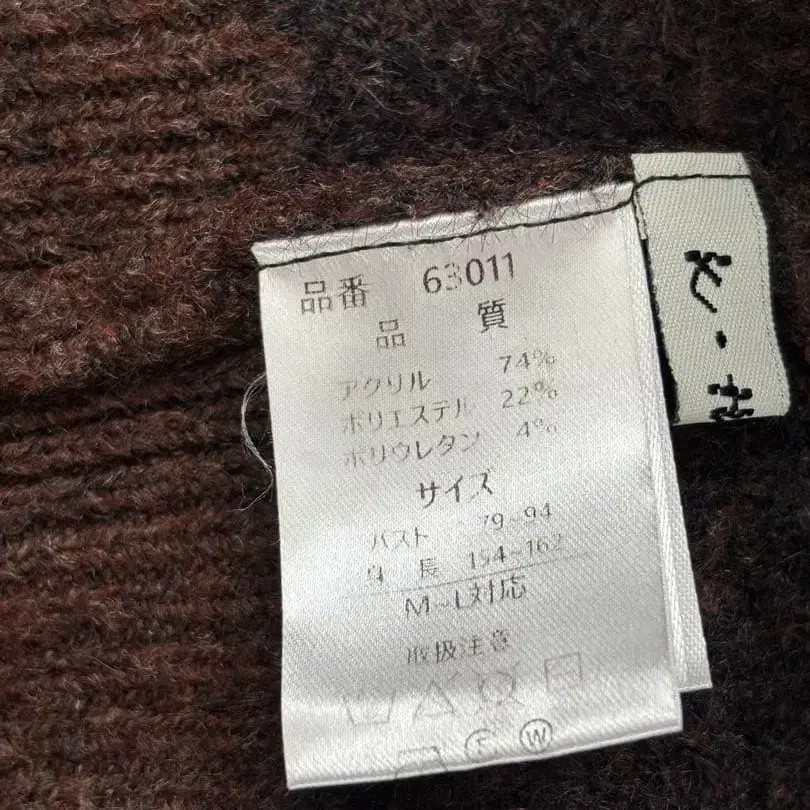 品番 63011
品 質
アクリル 74%
ポリエステル 22%
ポリウレタン 4%
サイズ
バスト 79~94
身 長 154~162
M~L対応
取扱注意
F W